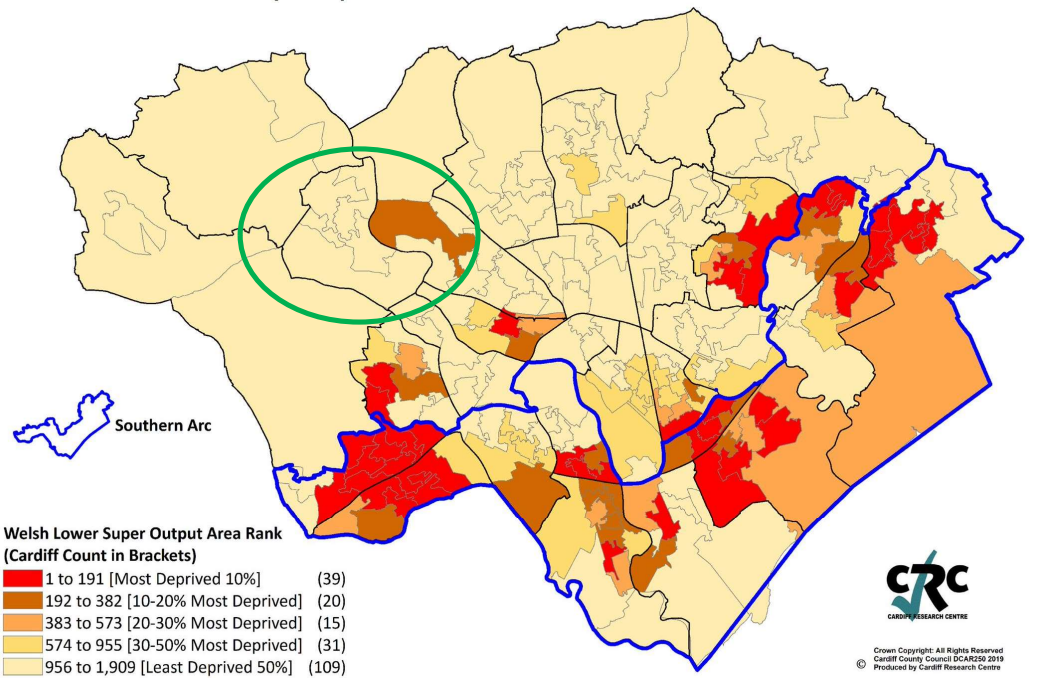 Southern Arc
Welsh Lower Super Output Area Rank
(Cardiff Count in Brackets)
1 to 191 [Most Deprived 10%] (39)
192 to 382 [10-20% Most Deprived] (20)
383 to 573 [20-30% Most Deprived] (15)
574 to 955 [30-50% Most Deprived] (31)
956 to 1,909 [Least Deprived 50%] (109)
CRC
CARDIFF RESEARCH CENTRE
Crown Copyright: All Rights Reserved
Cardiff County Council DCAR250 2019
© Produced by Cardiff Research Centre